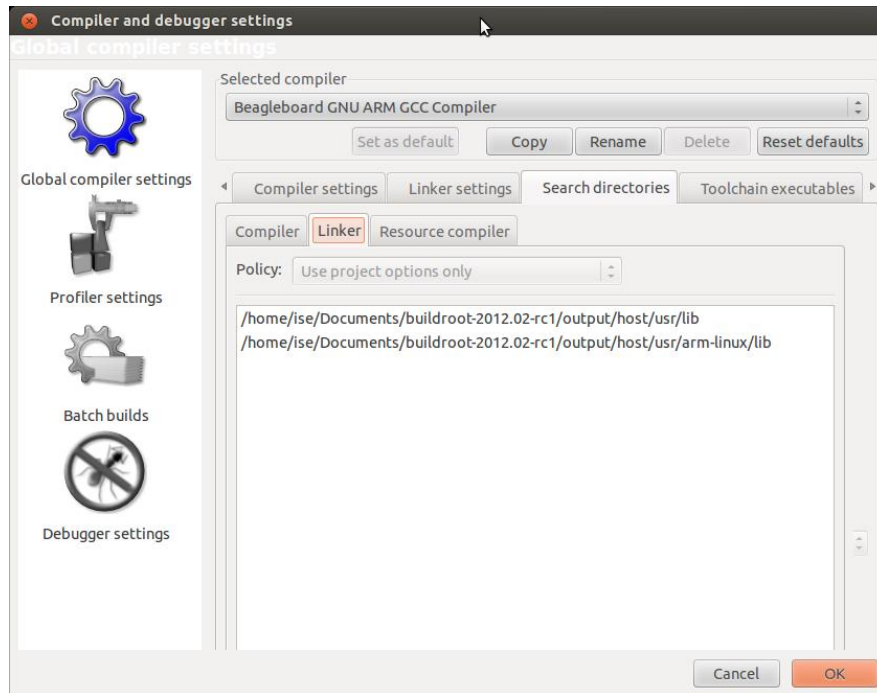 Compiler and debugger settings
Global compiler settings
Selected compiler
Beagleboard GNU ARM GCC Compiler
Set as default Copy Rename Delete Reset defaults
Global compiler settings
Compiler settings Linker settings Search directories Toolchain executables
Compiler Linker Resource compiler
Policy: Use project options only
Profiler settings
/home/ise/Documents/buildroot-2012.02-rc1/output/host/usr/lib
/home/ise/Documents/buildroot-2012.02-rc1/output/host/usr/arm-linux/lib
Batch builds
Debugger settings
Cancel OK